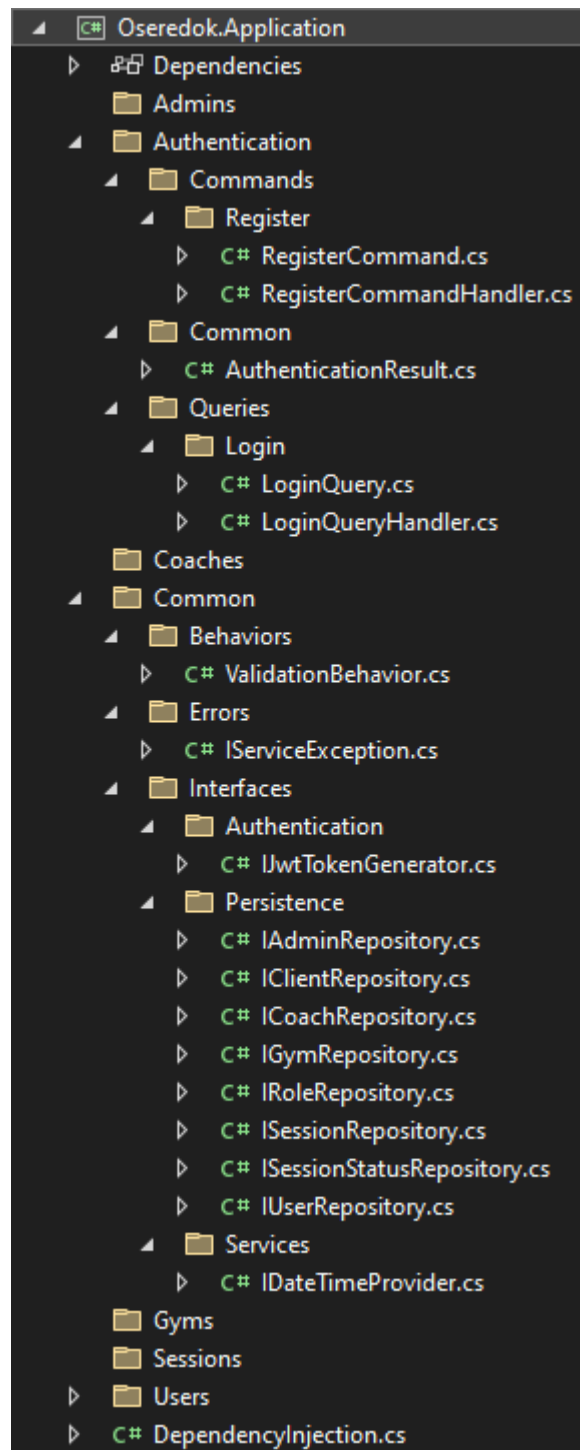 C# Oseredok.Application
Dependencies
Admins
Authentication
Commands
Register
C# RegisterCommand.cs
C# RegisterCommandHandler.cs
Common
C# AuthenticationResult.cs
Queries
Login
C# LoginQuery.cs
C# LoginQueryHandler.cs
Coaches
Common
Behaviors
C# ValidationBehavior.cs
Errors
C# IServiceException.cs
Interfaces
Authentication
C# IJwtTokenGenerator.cs
Persistence
C# IAdminRepository.cs
C# IClientRepository.cs
C# ICoachRepository.cs
C# IGymRepository.cs
C# IRoleRepository.cs
C# ISessionRepository.cs
C# ISessionStatusRepository.cs
C# IUserRepository.cs
Services
C# IDateTimeProvider.cs
Gyms
Sessions
Users
C# DependencyInjection.cs